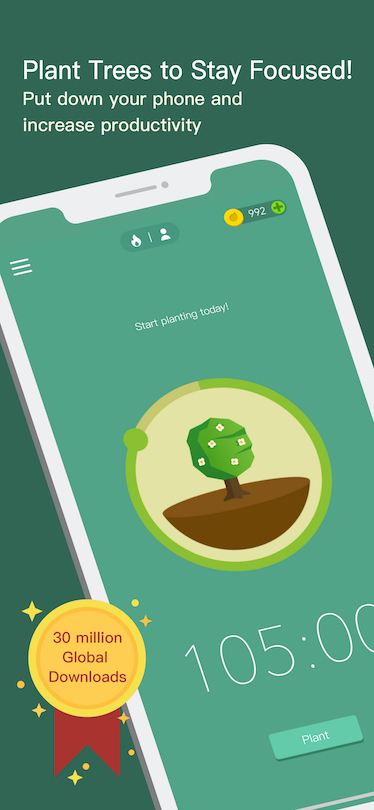 Plant Trees to Stay Focused!
Put down your phone and
increase productivity
992
Start planting today!
105:00
Plant
30 million
Global
Downloads